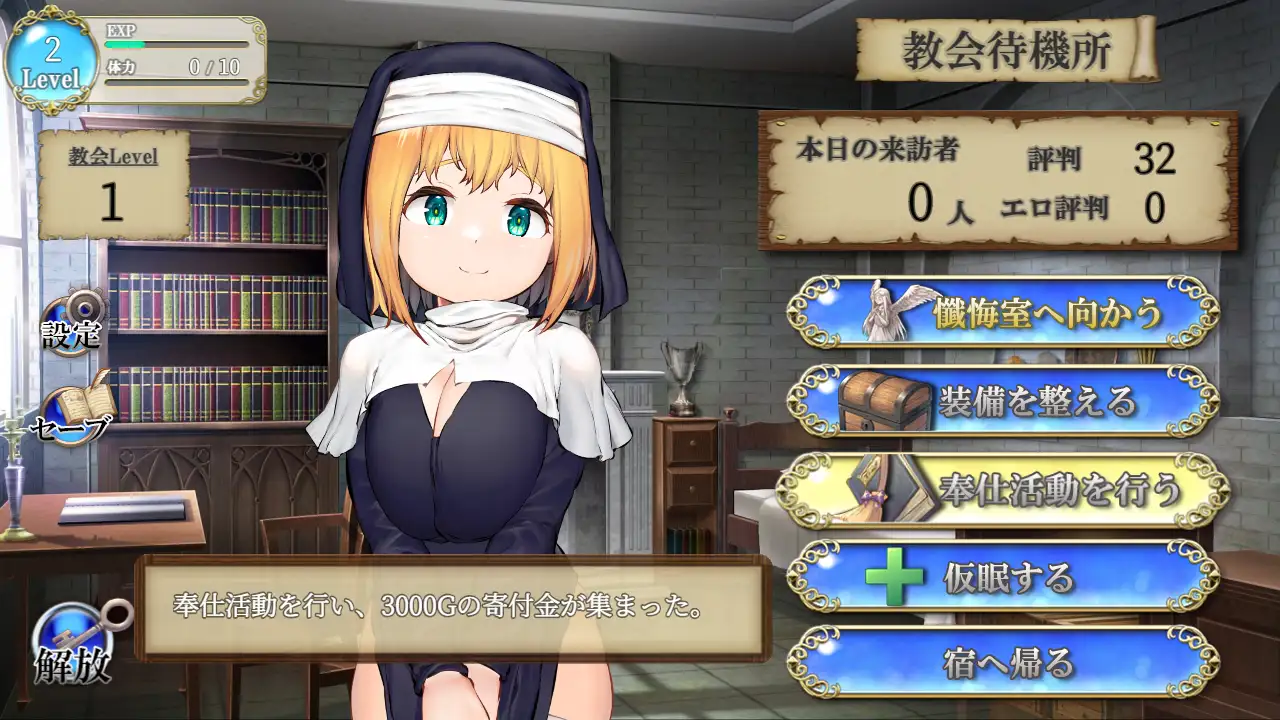 2
Level
EXP
体力 0 / 10
教会Level
1
設定
セーブ
解放
教会待機所
本日の来訪者
0 人
評判 32
エロ評判 0
懺悔室へ向かう
装備を整える
奉仕活動を行う
仮眠する
宿へ帰る
奉仕活動を行い、3000Gの寄付金が集まった。